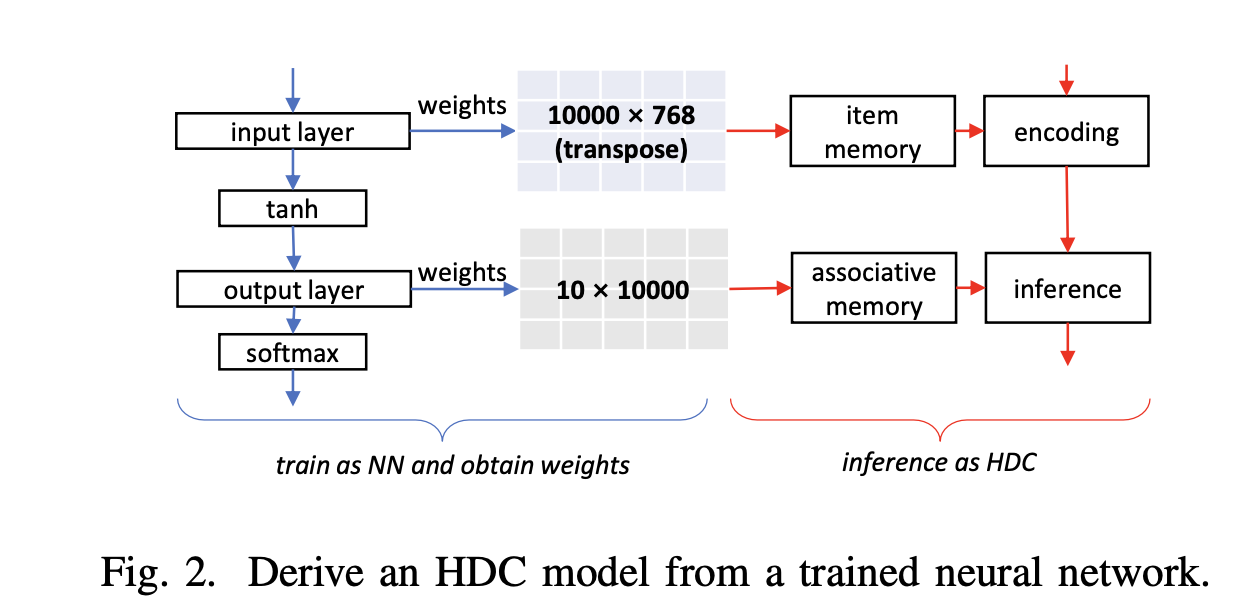 input layer
weights
10000 × 768
(transpose)
item
memory
encoding
tanh
output layer
weights
10 × 10000
associative
memory
inference
softmax
train as NN and obtain weights
inference as HDC
Fig. 2. Derive an HDC model from a trained neural network.